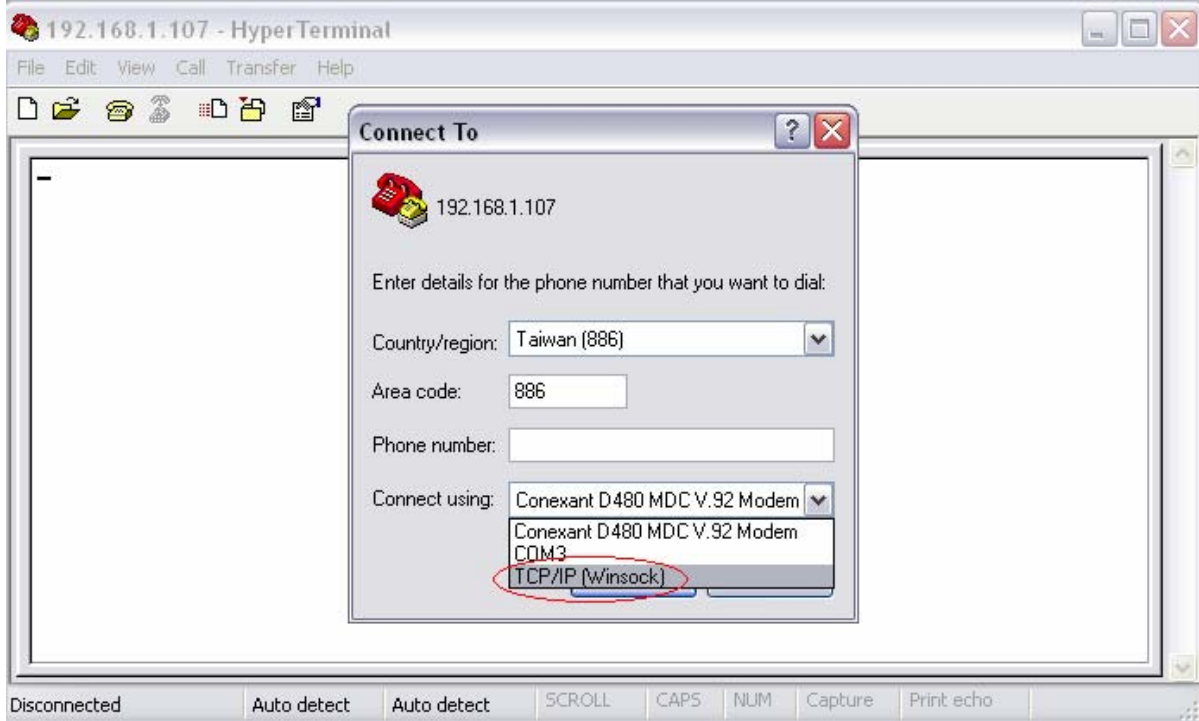 192.168.1.107 - HyperTerminal
File Edit View Call Transfer Help
Connect To
192.168.1.107
Enter details for the phone number that you want to dial:
Country/region: Taiwan (886)
Area code: 886
Phone number:
Connect using: Conexant D480 MDC V.92 Modem
Conexant D480 MDC V.92 Modem
COM3
TCP/IP (Winsock)
Disconnected Auto detect Auto detect SCROLL CAPS NUM Capture Print echo